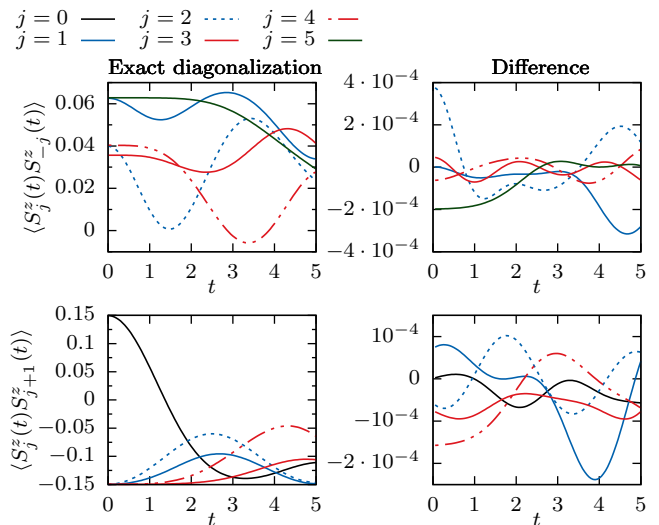 j = 0 j = 2 j = 4
j = 1 j = 3 j = 5
Exact diagonalization Difference
⟨S^z_j(t)S^z_{−j}(t)⟩
0.06
0.04
0.02
0
0 1 2 3 4 5
t
4 · 10^−4
2 · 10^−4
0
−2 · 10^−4
−4 · 10^−4
0 1 2 3 4 5
t
⟨S^z_j(t)S^z_{j+1}(t)⟩
0.15
0.25
0.05
0
−0.05
−0.25
−0.15
0 1 2 3 4 5
t
10^−4
0
−10^−4
−2 · 10^−4
0 1 2 3 4 5
t